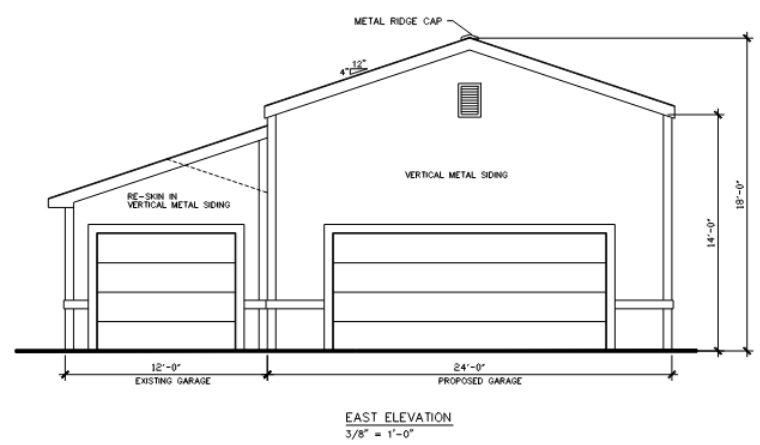 METAL RIDGE CAP
12"
4"
VERTICAL METAL SIDING
RE-SKIN IN
VERTICAL METAL SIDING
14'-0"
18'-0"
12'-0"
EXISTING GARAGE
24'-0"
PROPOSED GARAGE
EAST ELEVATION
3/8" = 1'-0"